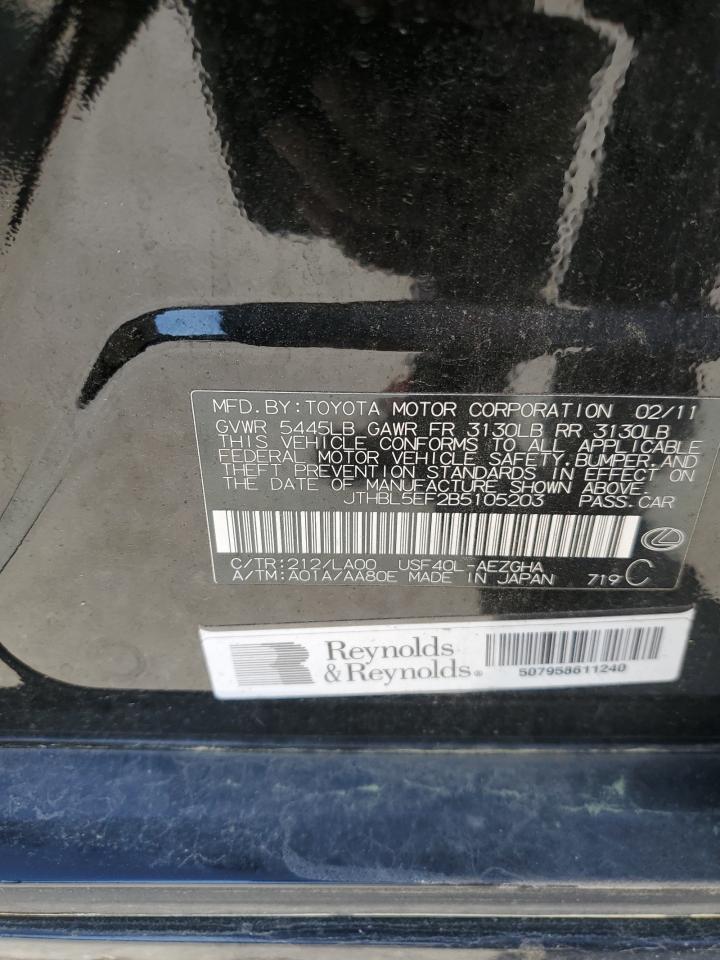 MFD.BY:TOYOTA MOTOR CORPORATION 02/11
GVWR 5445LB GAWR FR 3130LB RR 3130LB
THIS VEHICLE CONFORMS TO ALL APPLICABLE
FEDERAL MOTOR VEHICLE SAFETY,BUMPER,AND
THEFT PREVENTION STANDARDS IN EFFECT ON
THE DATE OF MANUFACTURE SHOWN ABOVE.
JTHBL5EF2B5105203 PASS.CAR
C/TR:212/LA00 USF40L-AEZGHA
A/TM:A01A/AA80E MADE IN JAPAN 719 C
Reynolds
&Reynolds®
507958611240